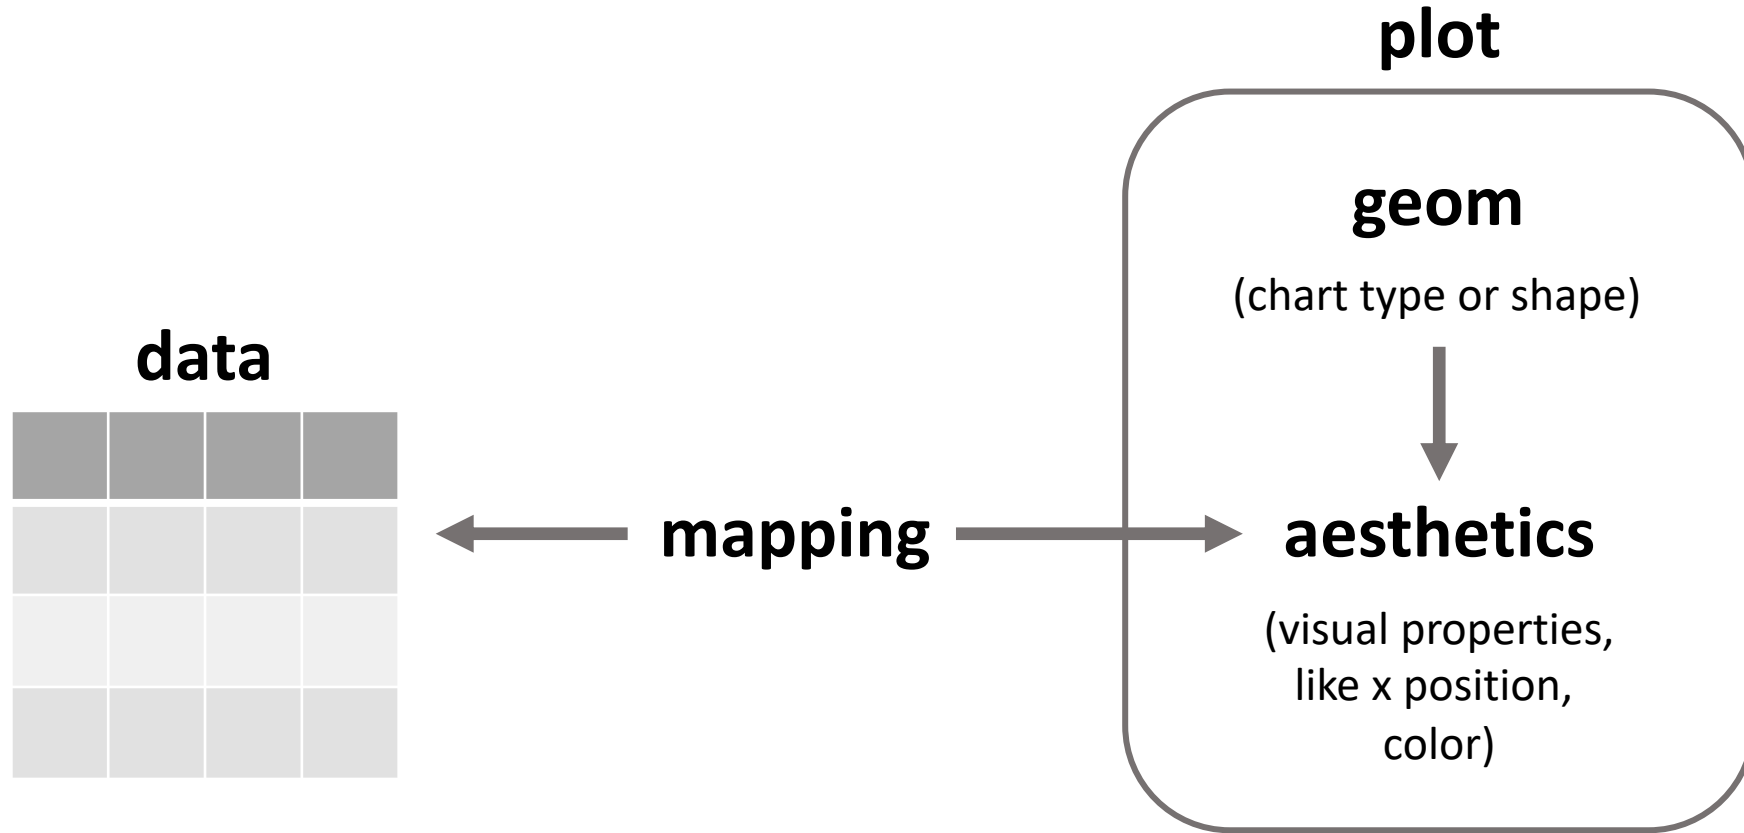 plot
geom
(chart type or shape)
data
mapping
aesthetics
(visual properties,
like x position,
color)